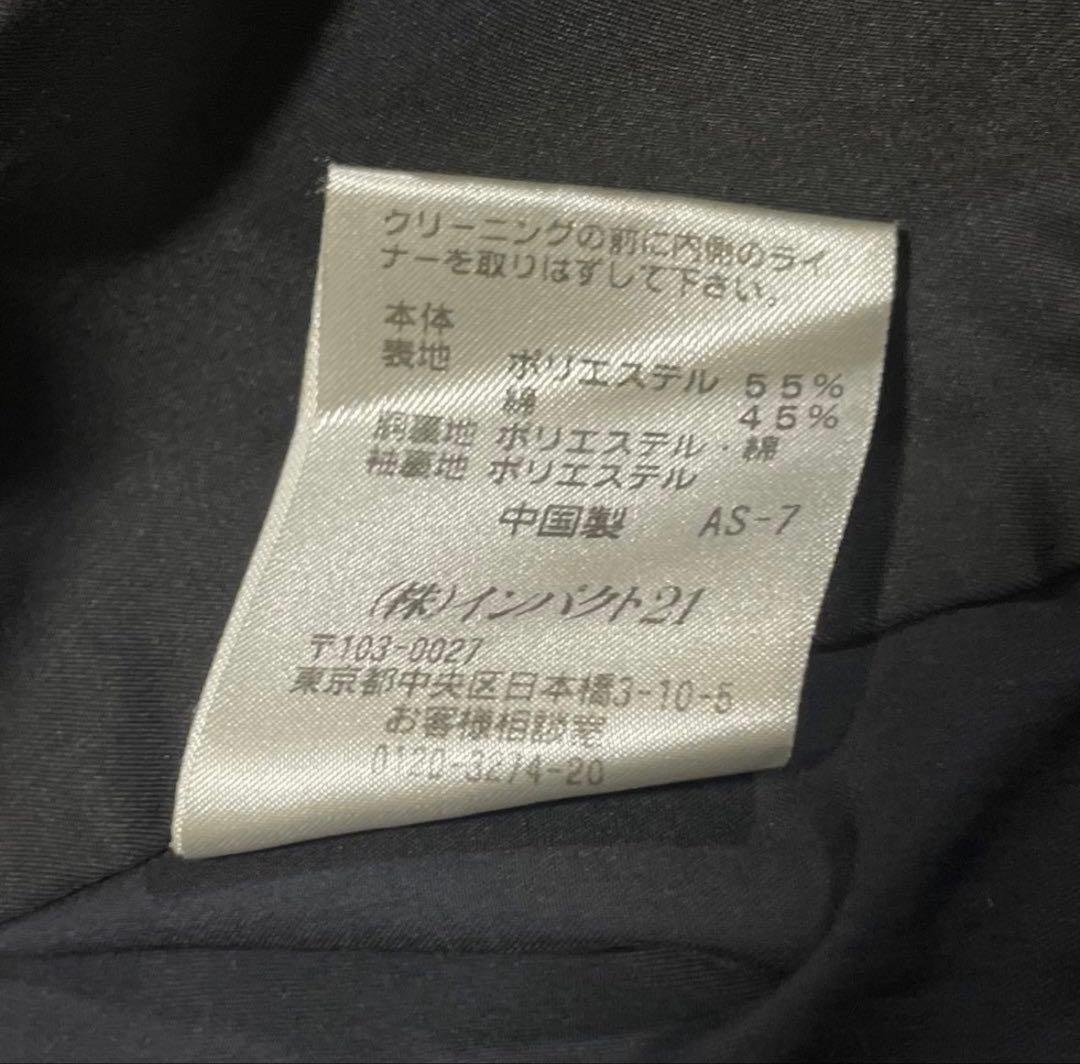 クリーニングの前に内側のライ
ナーを取りはずして下さい。
本体
表地 ポリエステル 55%
綿 45%
胴裏地 ポリエステル・綿
袖裏地 ポリエステル
中国製 AS-7
(株)インパクト21
〒103-0027
東京都中央区日本橋3-10-5
お客様相談室
0120-3274-20